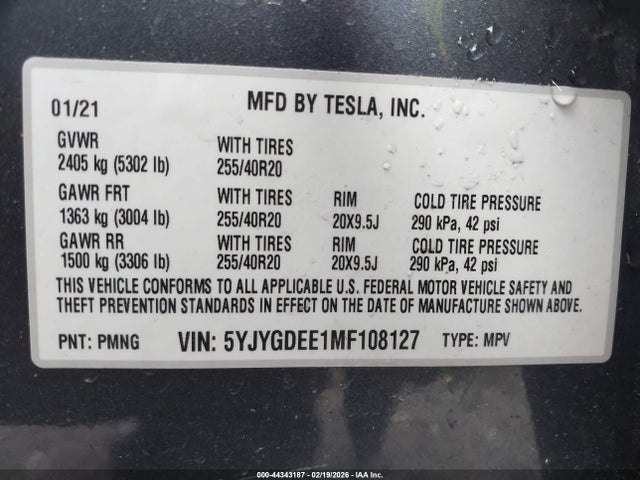 01/21 MFD BY TESLA, INC.
GVWR WITH TIRES
2405 kg (5302 lb) 255/40R20
GAWR FRT WITH TIRES RIM COLD TIRE PRESSURE
1363 kg (3004 lb) 255/40R20 20X9.5J 290 kPa, 42 psi
GAWR RR WITH TIRES RIM COLD TIRE PRESSURE
1500 kg (3306 lb) 255/40R20 20X9.5J 290 kPa, 42 psi
THIS VEHICLE CONFORMS TO ALL APPLICABLE U.S. FEDERAL MOTOR VEHICLE SAFETY AND
THEFT PREVENTION STANDARDS IN EFFECT ON THE DATE OF MANUFACTURE SHOWN ABOVE.
PNT: PMNG VIN: 5YJYGDEE1MF108127 TYPE: MPV
000-44343187 - 02/19/2026 - IAA Inc.